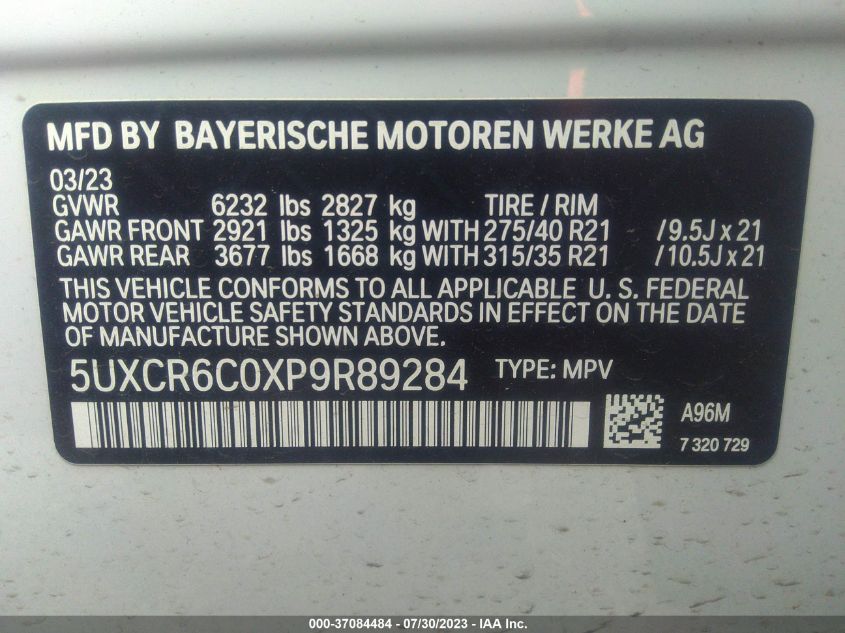 MFD BY BAYERISCHE MOTOREN WERKE AG
03/23
GVWR 6232 lbs 2827 kg TIRE / RIM
GAWR FRONT 2921 lbs 1325 kg WITH 275/40 R21 /9.5J x 21
GAWR REAR 3677 lbs 1668 kg WITH 315/35 R21 /10.5J x 21
THIS VEHICLE CONFORMS TO ALL APPLICABLE U. S. FEDERAL
MOTOR VEHICLE SAFETY STANDARDS IN EFFECT ON THE DATE
OF MANUFACTURE SHOWN ABOVE.
5UXCR6C0XP9R89284 TYPE: MPV
A96M
7 320 729
000-37084484 / 07/30/2023 - IAA Inc.